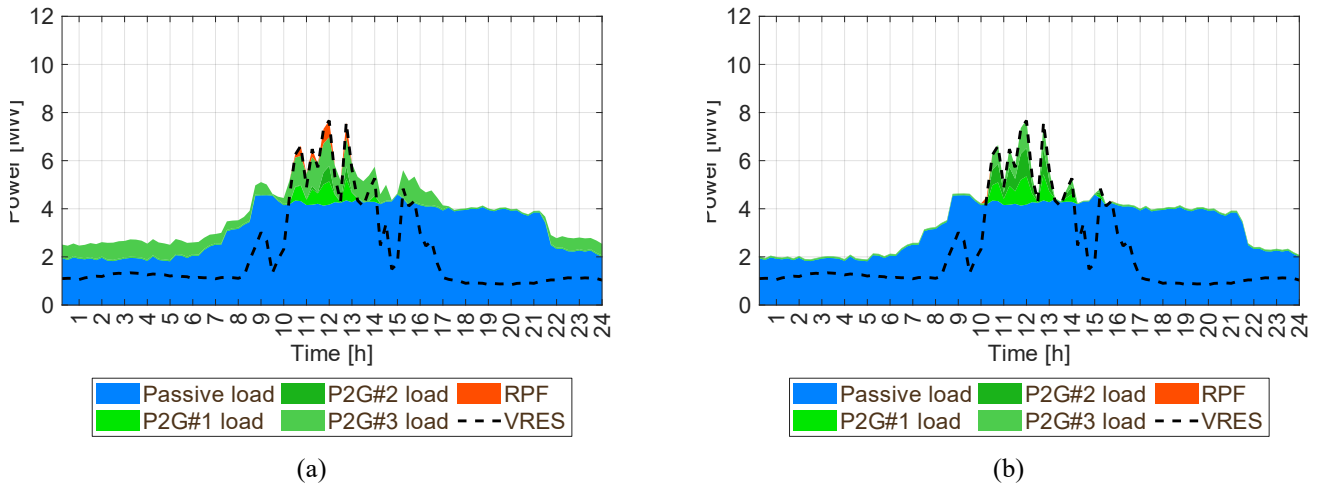 12
10
8
6
4
2
0
Power [MW]
1 2 3 4 5 6 7 8 9 10 11 12 13 14 15 16 17 18 19 20 21 22 23 24
Time [h]
Passive load P2G#2 load RPF
P2G#1 load P2G#3 load VRES
(a)
12
10
8
6
4
2
0
Power [MW]
1 2 3 4 5 6 7 8 9 10 11 12 13 14 15 16 17 18 19 20 21 22 23 24
Time [h]
Passive load P2G#2 load RPF
P2G#1 load P2G#3 load VRES
(b)